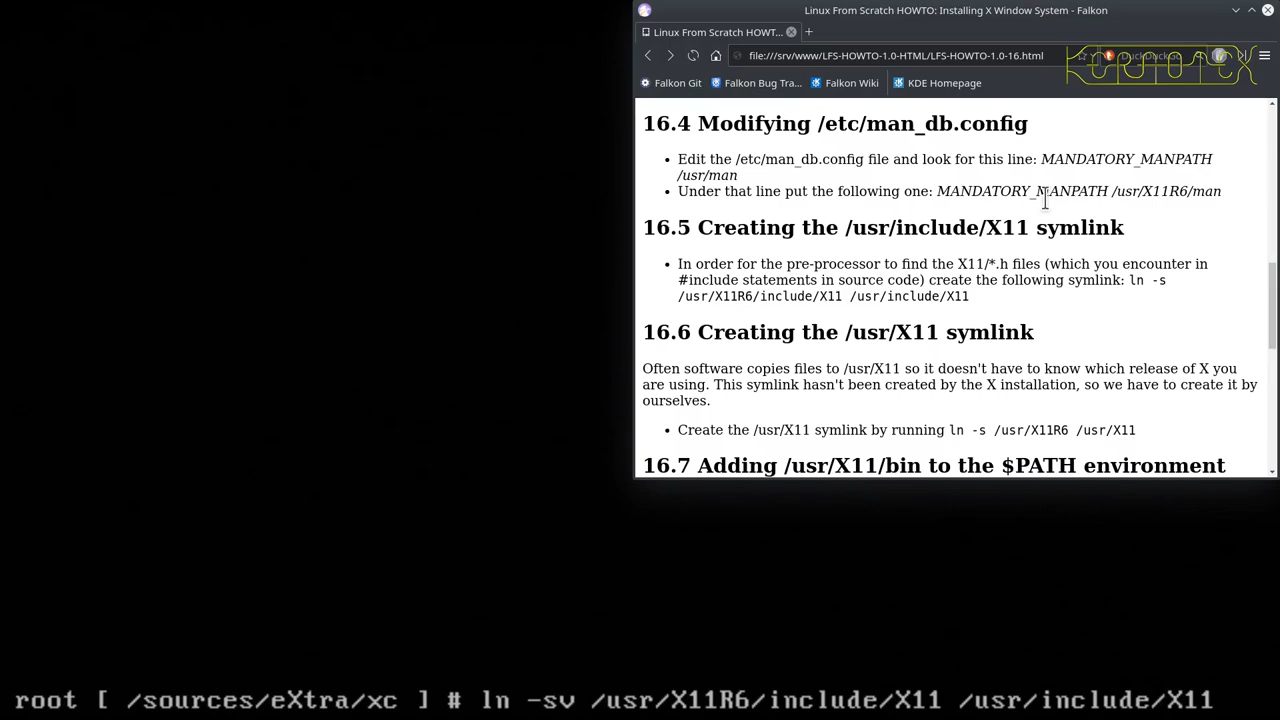 Linux From Scratch HOWTO: Installing X Window System - Falkon
Linux From Scratch HOWT...
file:///srv/www/LFS-HOWTO-1.0-HTML/LFS-HOWTO-1.0-16.html
Falkon Git
Falkon Bug Tra...
Falkon Wiki
KDE Homepage
16.4 Modifying /etc/man_db.config
• Edit the /etc/man_db.config file and look for this line: MANDATORY_MANPATH
/usr/man
• Under that line put the following one: MANDATORY_MANPATH /usr/X11R6/man
16.5 Creating the /usr/include/X11 symlink
• In order for the pre-processor to find the X11/*.h files (which you encounter in
#include statements in source code) create the following symlink: ln -s
/usr/X11R6/include/X11 /usr/include/X11
16.6 Creating the /usr/X11 symlink
Often software copies files to /usr/X11 so it doesn't have to know which release of X you
are using. This symlink hasn't been created by the X installation, so we have to create it by
ourselves.
• Create the /usr/X11 symlink by running ln -s /usr/X11R6 /usr/X11
16.7 Adding /usr/X11/bin to the $PATH environment
root [ /sources/eXtra/xc ] # ln -sv /usr/X11R6/include/X11 /usr/include/X11